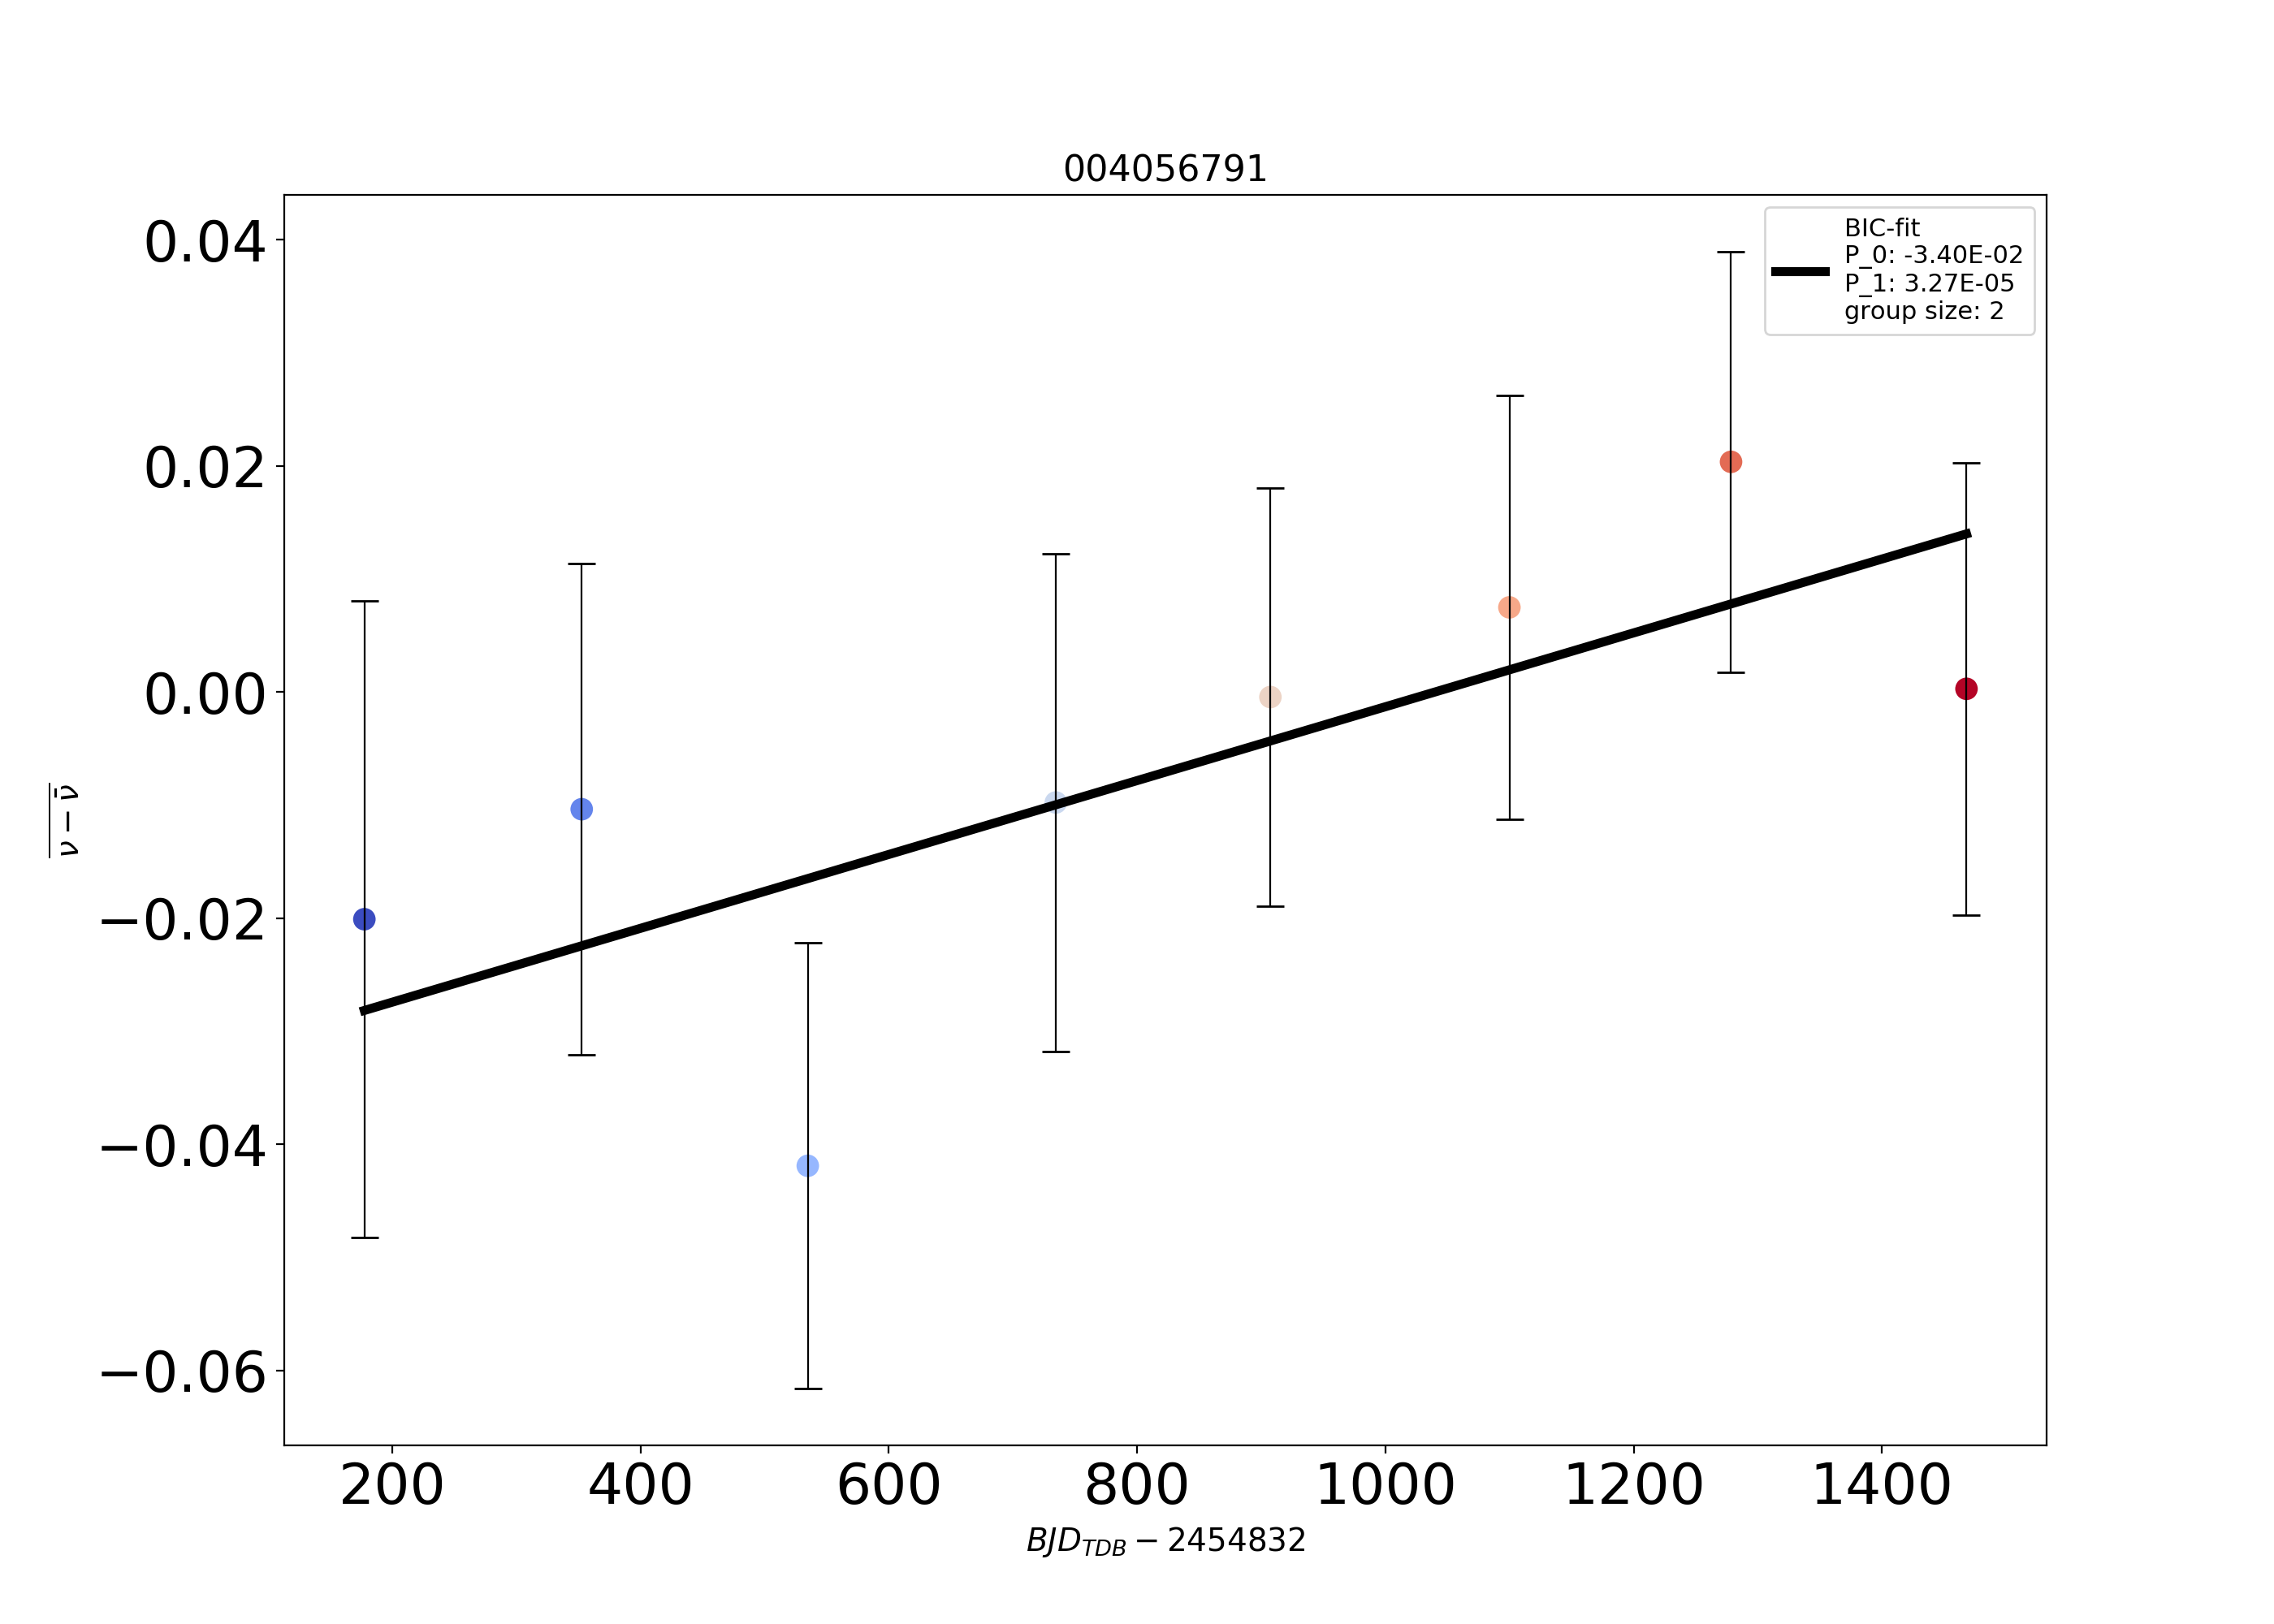 004056791
BIC-fit
P_0: -3.40E-02
P_1: 3.27E-05
group size: 2
0.04
0.02
0.00
−0.02
−0.04
−0.06
ν − ν̄
200 400 600 800 1000 1200 1400
BJD_TDB − 2454832